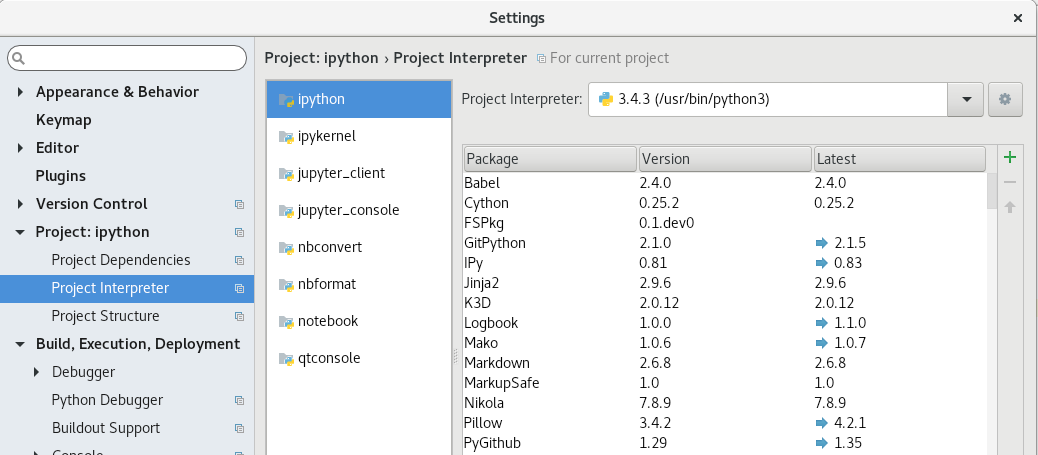 Settings
Project: ipython › Project Interpreter For current project
Appearance & Behavior
Keymap
Editor
Plugins
Version Control
Project: ipython
Project Dependencies
Project Interpreter
Project Structure
Build, Execution, Deployment
Debugger
Python Debugger
Buildout Support
Console
ipython
ipykernel
jupyter_client
jupyter_console
nbconvert
nbformat
notebook
qtconsole
Project Interpreter: 3.4.3 (/usr/bin/python3)
Package Version Latest
Babel 2.4.0 2.4.0
Cython 0.25.2 0.25.2
FSPkg 0.1.dev0
GitPython 2.1.0 2.1.5
IPy 0.81 0.83
Jinja2 2.9.6 2.9.6
K3D 2.0.12 2.0.12
Logbook 1.0.0 1.1.0
Mako 1.0.6 1.0.7
Markdown 2.6.8 2.6.8
MarkupSafe 1.0 1.0
Nikola 7.8.9 7.8.9
Pillow 3.4.2 4.2.1
PyGithub 1.29 1.35